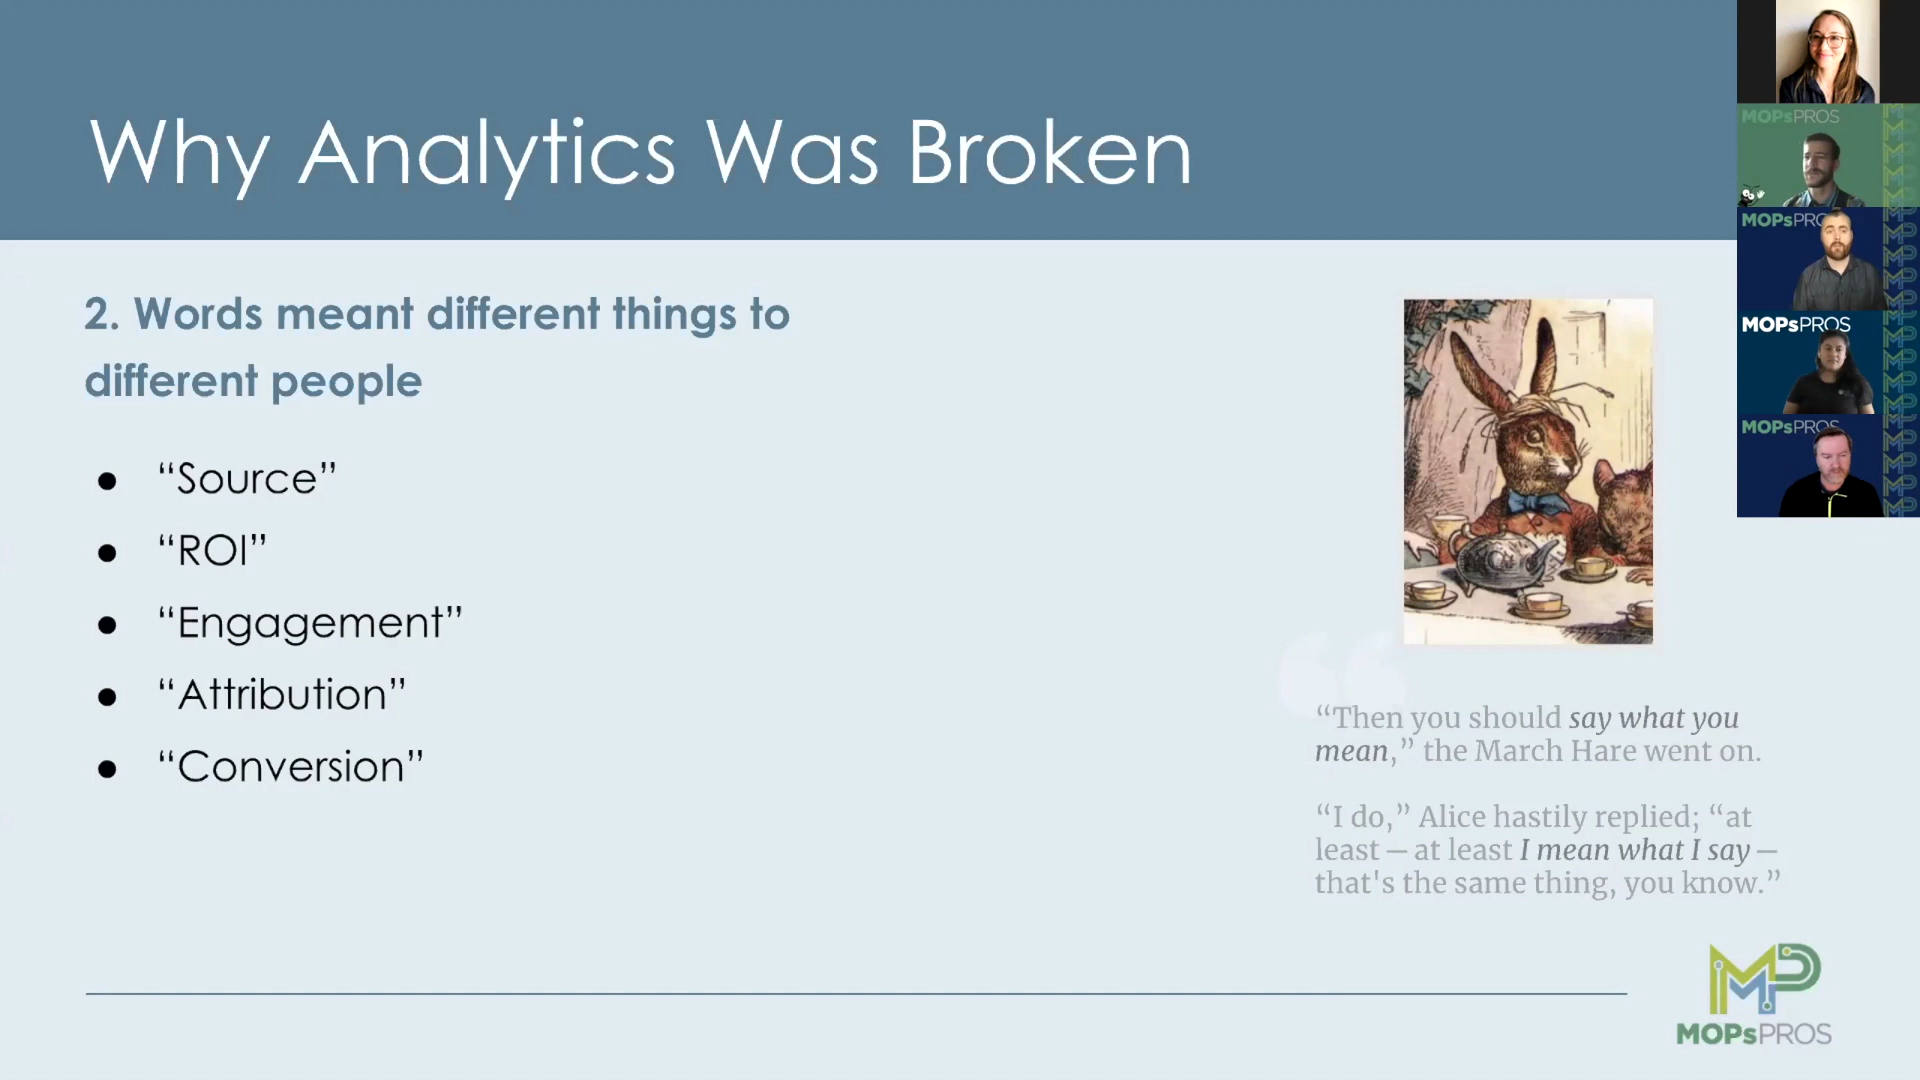 Why Analytics Was Broken
2. Words meant different things to
different people
● “Source”
● “ROI”
● “Engagement”
● “Attribution”
● “Conversion”
“Then you should say what you
mean,” the March Hare went on.
“I do,” Alice hastily replied; “at
least — at least I mean what I say —
that's the same thing, you know.”
MOPsPROS
MOPsPROS
MOPsPROS
MOPsPROS
MOPsPROS